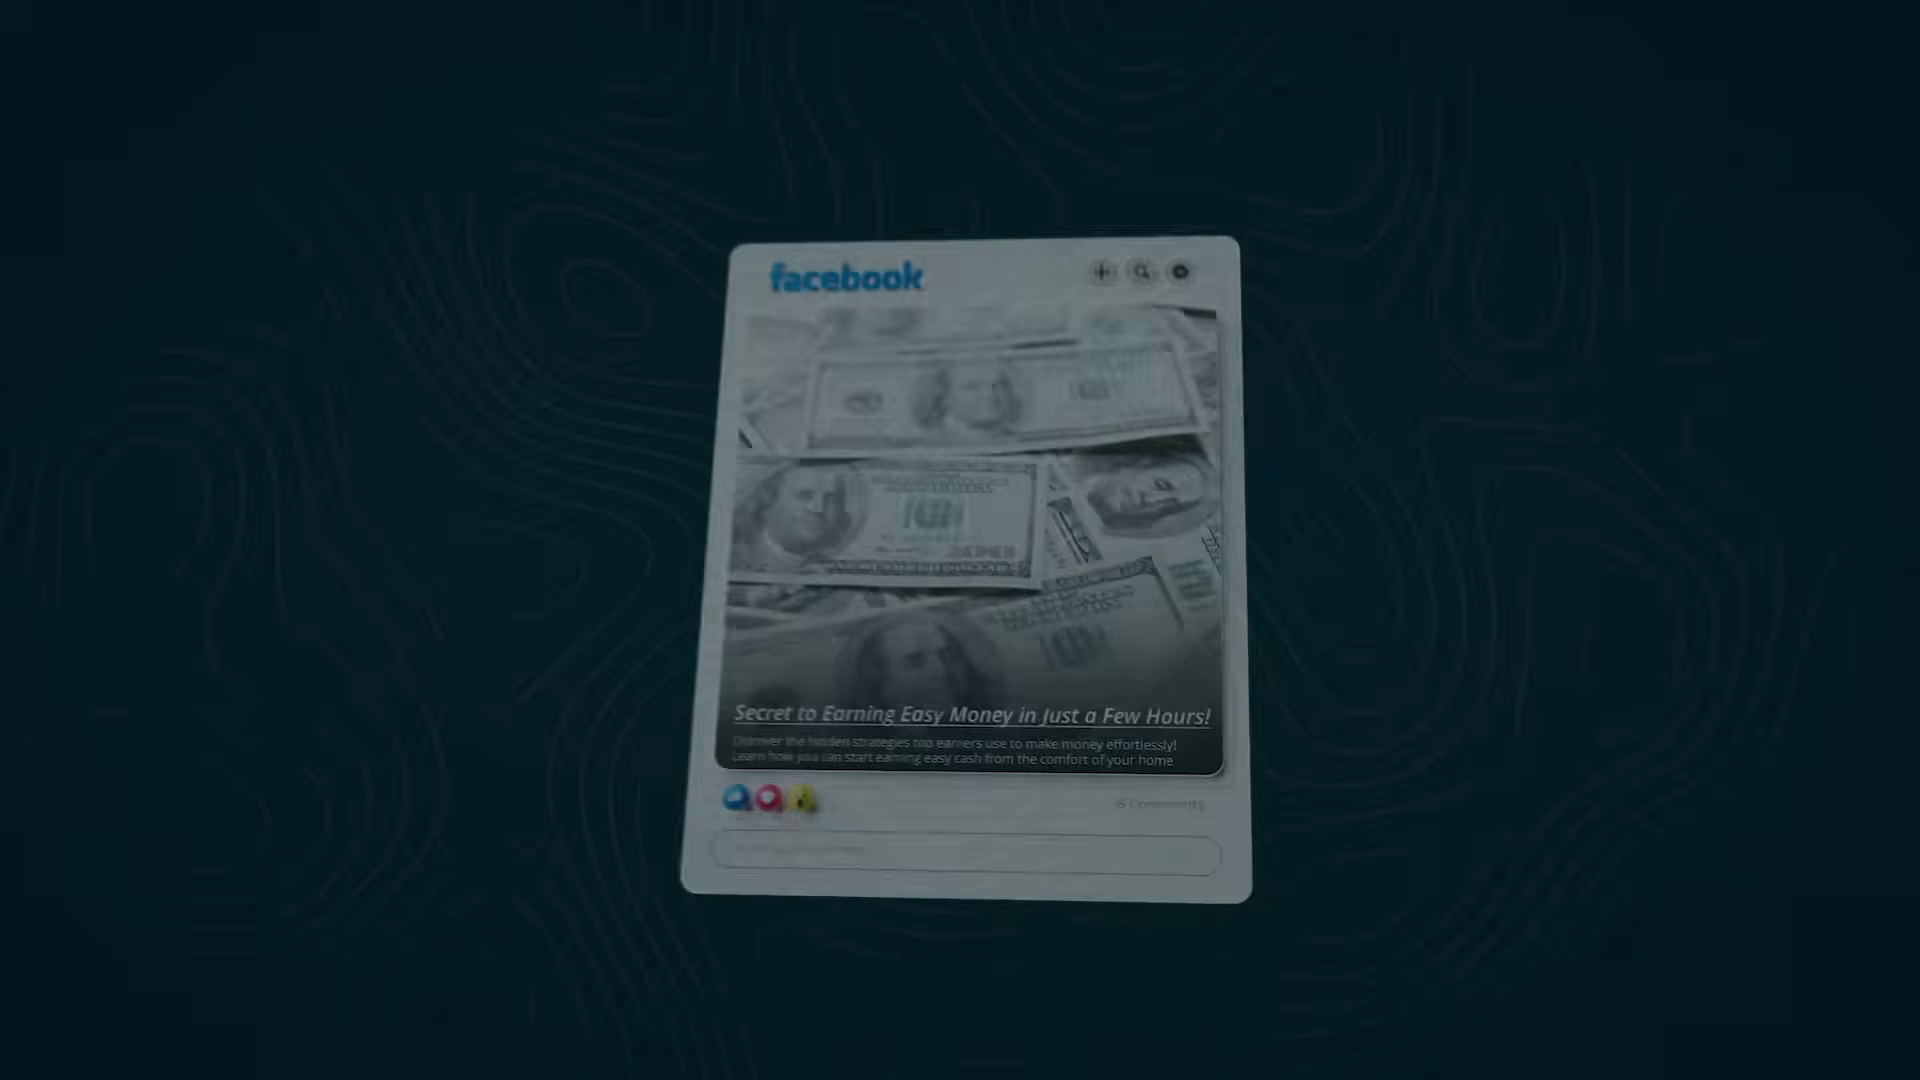 facebook
Secret to Earning Easy Money in Just a Few Hours!
Discover the hidden strategies top earners use to make money effortlessly!
Learn how you can start earning easy cash from the comfort of your home
Comments